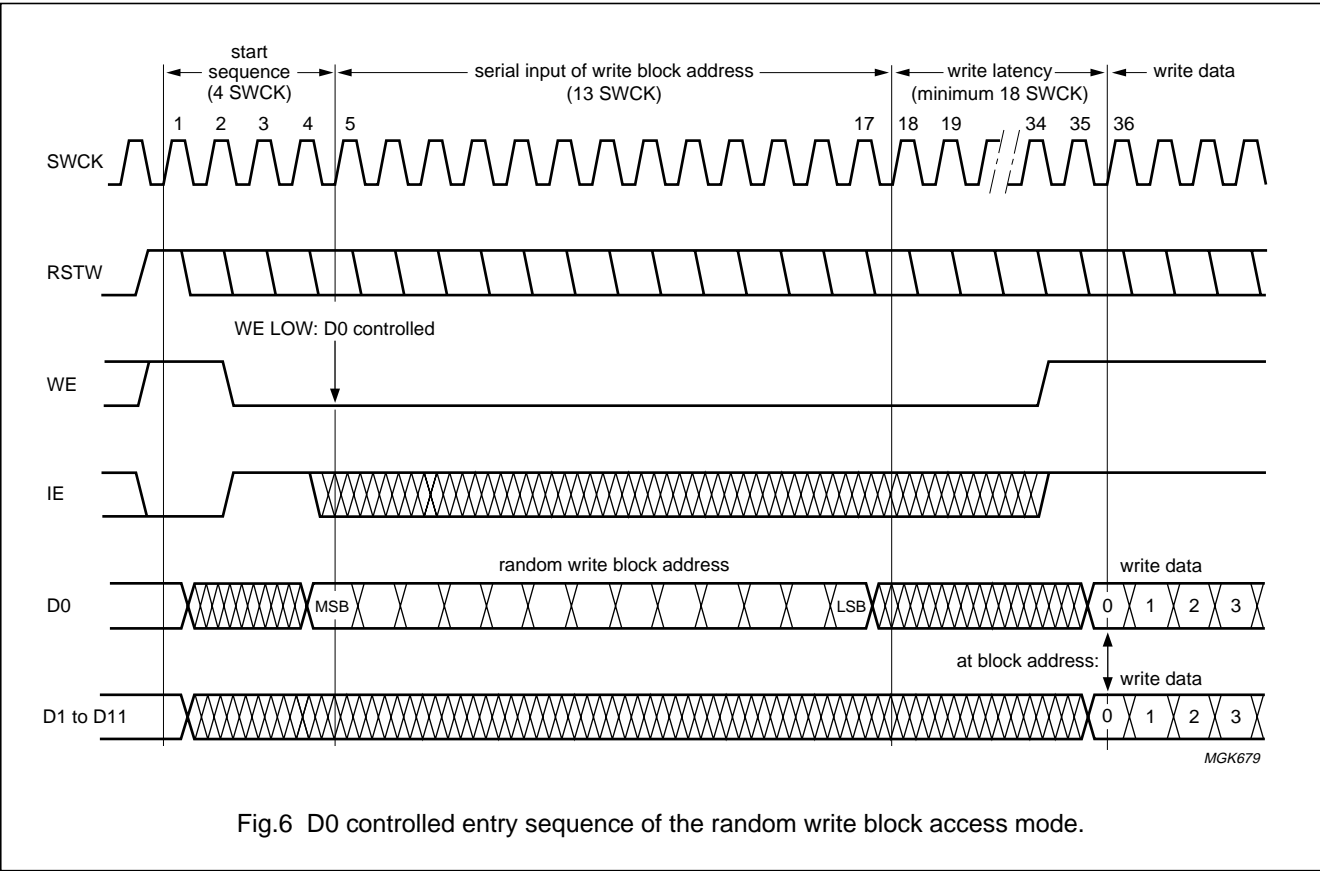 start
sequence
(4 SWCK)
serial input of write block address
(13 SWCK)
write latency
(minimum 18 SWCK)
write data
1 2 3 4 5 17 18 19 34 35 36
SWCK
RSTW
WE LOW: D0 controlled
WE
IE
random write block address
write data
D0
MSB
LSB
0 1 2 3
at block address:
write data
D1 to D11
0 1 2 3
MGK679
Fig.6 D0 controlled entry sequence of the random write block access mode.